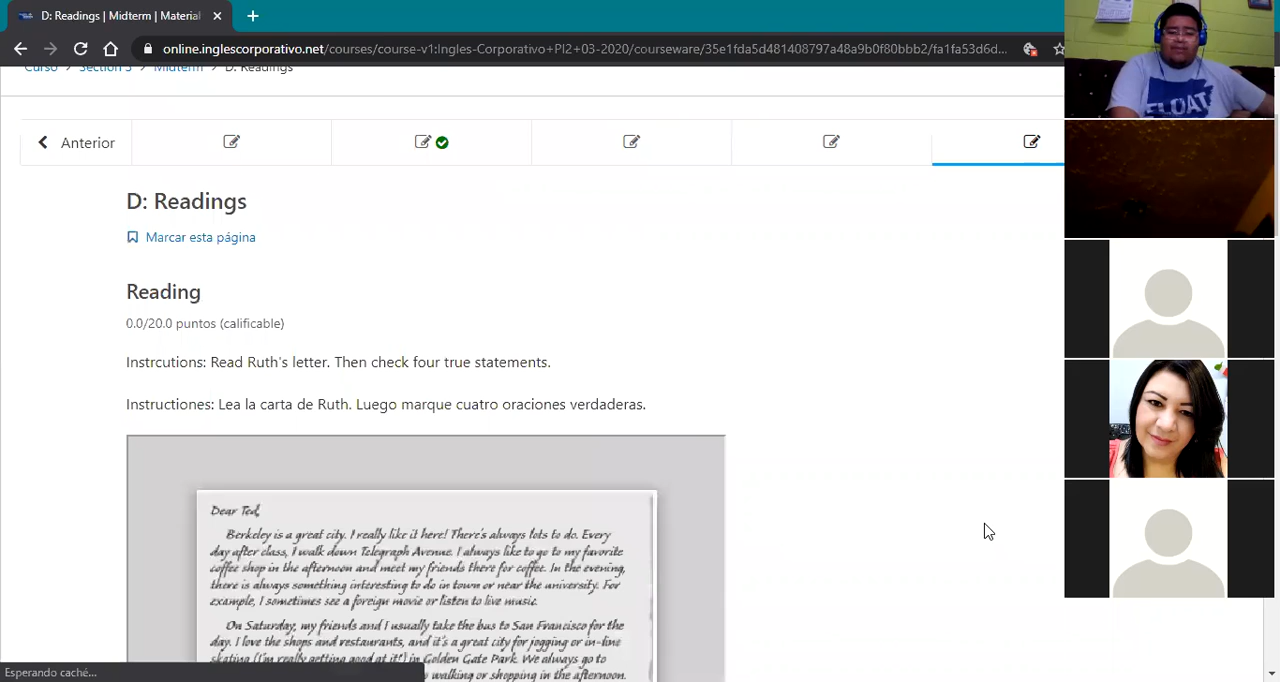 D: Readings | Midterm | Material
online.inglescorporativo.net/courses/course-v1:Ingles-Corporativo+PI2+03-2020/courseware/35e1fda5d481408797a48a9b0f80bbb2/fa1fa53d6d...
Curso > Section 3 > Midterm > D: Readings
Anterior
D: Readings
Marcar esta página
Reading
0.0/20.0 puntos (calificable)
Instrcutions: Read Ruth's letter. Then check four true statements.
Instructiones: Lea la carta de Ruth. Luego marque cuatro oraciones verdaderas.
Dear Ted,
Berkeley is a great city. I really like it here! There's always lots to do. Every
day after class, I walk down Telegraph Avenue. I always like to go to my favorite
coffee shop in the afternoon and meet my friends there for coffee. In the evening,
there is always something interesting to do in town or near the university. For
example, I sometimes see a foreign movie or listen to live music.
On Saturday, my friends and I usually take the bus to San Francisco for the
day. I love the shops and restaurants, and it's a great city for jogging or in-line
skating (I'm really getting good at it!) in Golden Gate Park. We always go to
walking or shopping in the afternoon.
Esperando caché...
FLOAT